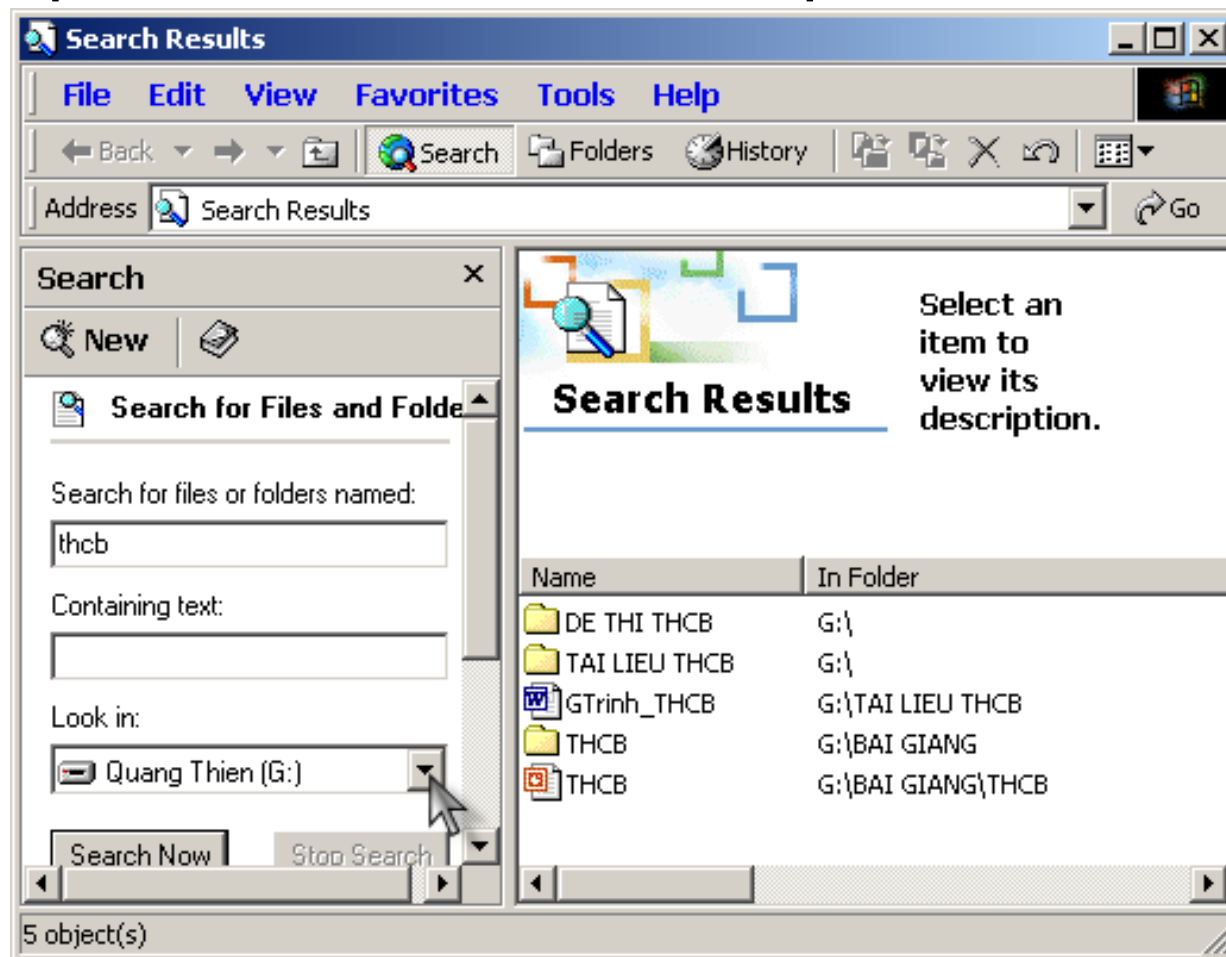 Search Results
File Edit View Favorites Tools Help
Back Search Folders History
Address Search Results Go
Search
New
Search for Files and Folde
Search for files or folders named:
thcb
Containing text:
Look in:
Quang Thien (G:)
Search Now Stop Search
Search Results
Select an
item to
view its
description.
Name In Folder
DE THI THCB G:\
TAI LIEU THCB G:\
GTrinh_THCB G:\TAI LIEU THCB
THCB G:\BAI GIANG
THCB G:\BAI GIANG\THCB
5 object(s)